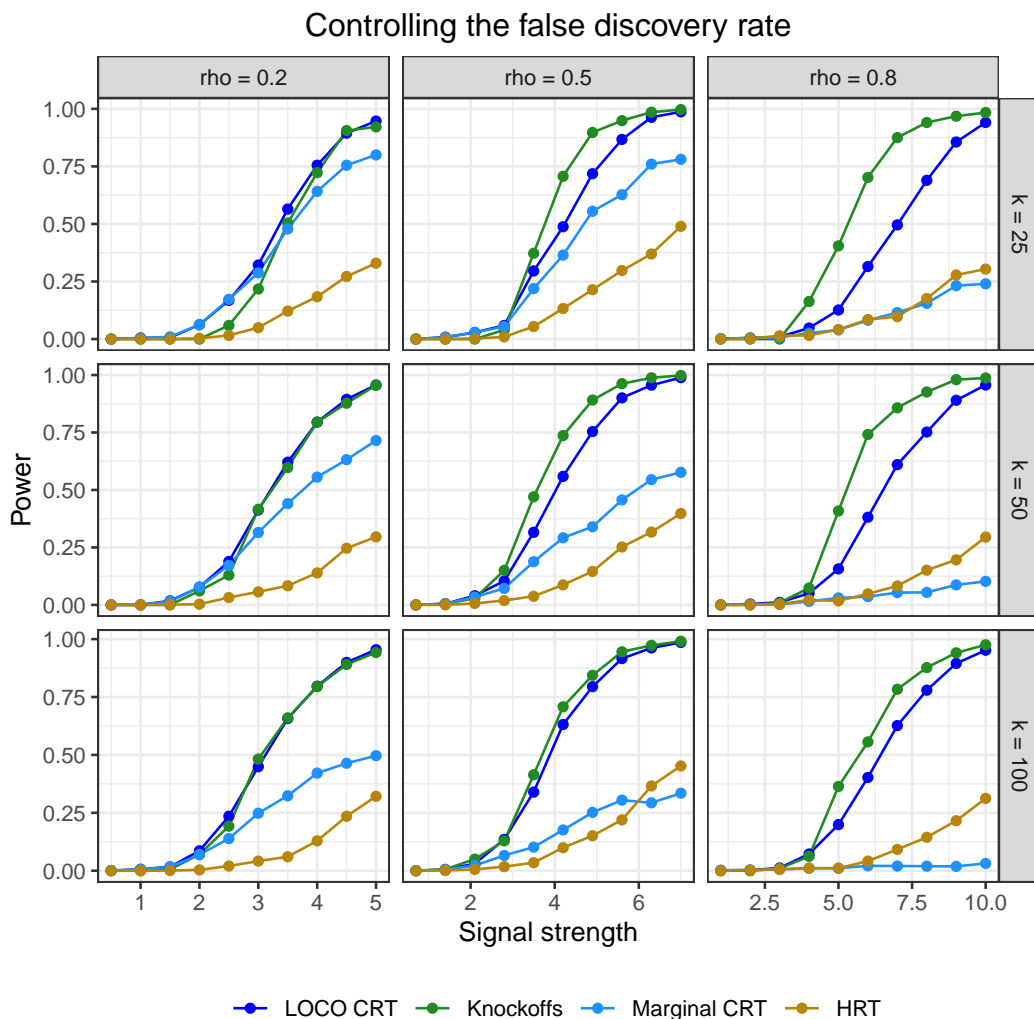 Controlling the false discovery rate
rho = 0.2
rho = 0.5
rho = 0.8
1.00
0.75
0.50
0.25
0.00
k = 25
1.00
0.75
0.50
0.25
0.00
k = 50
1.00
0.75
0.50
0.25
0.00
k = 100
Power
1 2 3 4 5
2 4 6
2.5 5.0 7.5 10.0
Signal strength
LOCO CRT Knockoffs Marginal CRT HRT